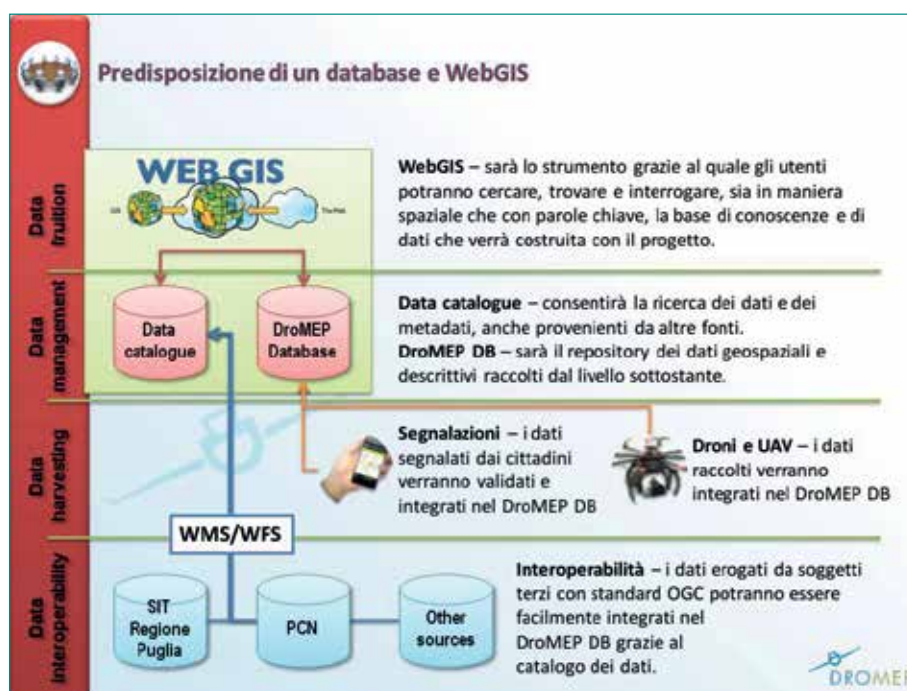 Predisposizione di un database e WebGIS
Data
fruition
WEB GIS
GIS
The Web
WebGIS – sarà lo strumento grazie al quale gli utenti
potranno cercare, trovare e interrogare, sia in maniera
spaziale che con parole chiave, la base di conoscenze e di
dati che verrà costruita con il progetto.
Data
management
Data
catalogue
DroMEP
Database
Data catalogue – consentirà la ricerca dei dati e dei
metadati, anche provenienti da altre fonti.
DroMEP DB – sarà il repository dei dati geospaziali e
descrittivi raccolti dal livello sottostante.
Data
harvesting
Segnalazioni – i dati
segnalati dai cittadini
verranno validati e
integrati nel DroMEP DB
Droni e UAV – i dati
raccolti verranno
integrati nel DroMEP DB
WMS/WFS
Data
interoperability
SIT
Regione
Puglia
PCN
Other
sources
Interoperabilità – i dati erogati da soggetti
terzi con standard OGC potranno essere
facilmente integrati nel
DroMEP DB grazie al
catalogo dei dati.
DROMEP